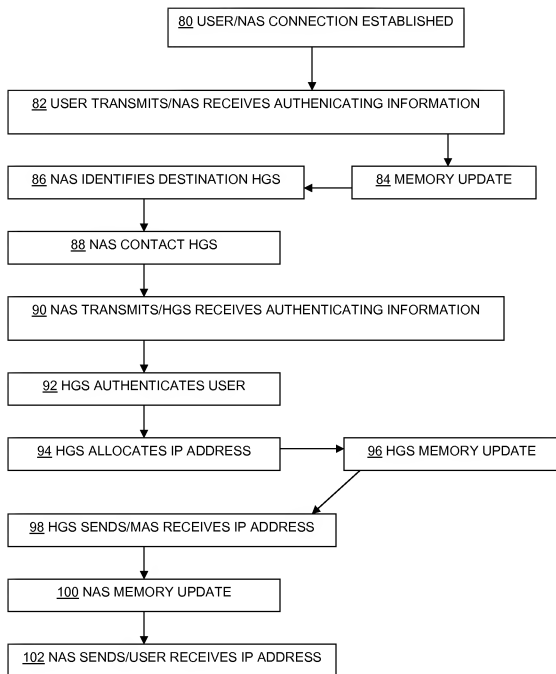 80 USER/NAS CONNECTION ESTABLISHED
82 USER TRANSMITS/NAS RECEIVES AUTHENICATING INFORMATION
84 MEMORY UPDATE
86 NAS IDENTIFIES DESTINATION HGS
88 NAS CONTACT HGS
90 NAS TRANSMITS/HGS RECEIVES AUTHENTICATING INFORMATION
92 HGS AUTHENTICATES USER
94 HGS ALLOCATES IP ADDRESS
96 HGS MEMORY UPDATE
98 HGS SENDS/MAS RECEIVES IP ADDRESS
100 NAS MEMORY UPDATE
102 NAS SENDS/USER RECEIVES IP ADDRESS